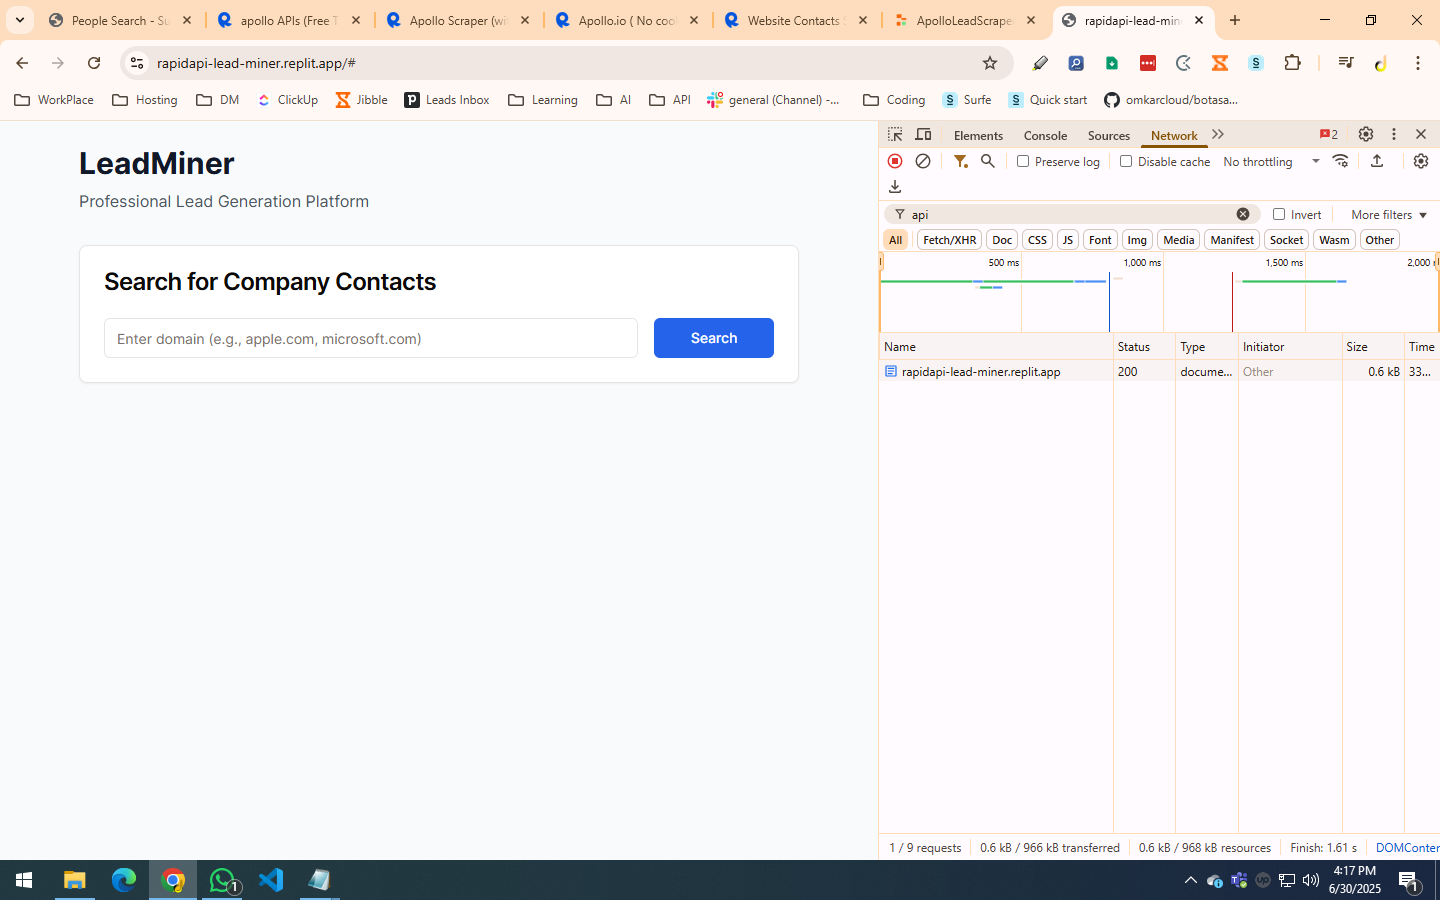 People Search - Su
apollo APIs (Free T
Apollo Scraper (wi
Apollo.io ( No cook
Website Contacts S
ApolloLeadScrape
rapidapi-lead-mine
rapidapi-lead-miner.replit.app/#
WorkPlace
Hosting
DM
ClickUp
Jibble
Leads Inbox
Learning
AI
API
general (Channel) -...
Coding
Surfe
Quick start
omkarcloud/botasa...
LeadMiner
Professional Lead Generation Platform
Search for Company Contacts
Enter domain (e.g., apple.com, microsoft.com)
Search
Elements Console Sources Network
2
Preserve log
Disable cache
No throttling
api
Invert
More filters
All Fetch/XHR Doc CSS JS Font Img Media Manifest Socket Wasm Other
500 ms 1,000 ms 1,500 ms 2,000
Name Status Type Initiator Size Time
rapidapi-lead-miner.replit.app 200 docume... Other 0.6 kB 33...
1 / 9 requests 0.6 kB / 966 kB transferred 0.6 kB / 968 kB resources Finish: 1.61 s DOMConten
1
4:17 PM
6/30/2025
1